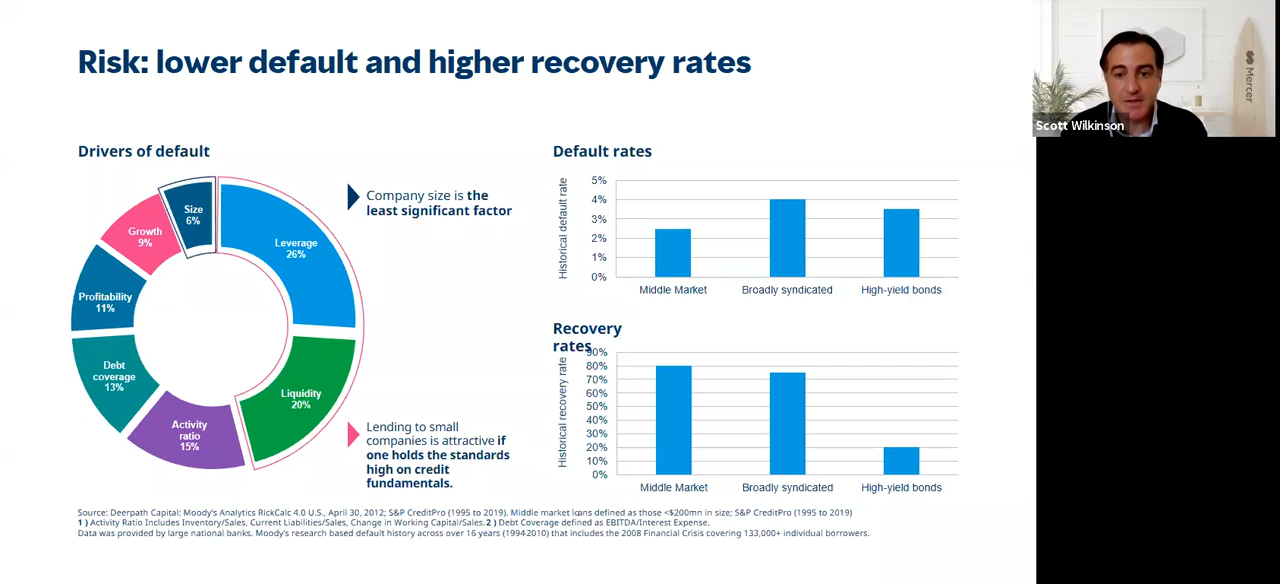 Risk: lower default and higher recovery rates
Scott Wilkinson
Mercer
Drivers of default
Size
6%
Leverage
26%
Growth
9%
Profitability
11%
Debt
coverage
13%
Activity
ratio
15%
Liquidity
20%
Company size is the
least significant factor
Lending to small
companies is attractive if
one holds the standards
high on credit
fundamentals.
Default rates
Historical default rate
5%
4%
3%
2%
1%
0%
Middle Market
Broadly syndicated
High-yield bonds
Recovery
rates
Historical recovery rate
90%
80%
70%
60%
50%
40%
30%
20%
10%
0%
Middle Market
Broadly syndicated
High-yield bonds
Source: Deerpath Capital; Moody's Analytics RickCalc 4.0 U.S., April 30, 2012; S&P CreditPro (1995 to 2019). Middle market loans defined as those <$200mn in size; S&P CreditPro (1995 to 2019)
1 ) Activity Ratio Includes Inventory/Sales, Current Liabilities/Sales, Change in Working Capital/Sales. 2 ) Debt Coverage defined as EBITDA/Interest Expense.
Data was provided by large national banks. Moody's research based default history across over 16 years (19942010) that includes the 2008 Financial Crisis covering 133,000+ individual borrowers.